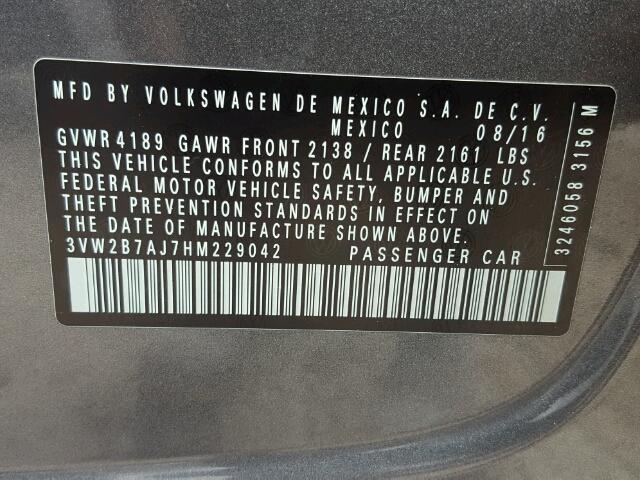 MFD BY VOLKSWAGEN DE MEXICO S.A. DE C.V.
MEXICO 08/16
GVWR 4189 GAWR FRONT 2138 / REAR 2161 LBS
THIS VEHICLE CONFORMS TO ALL APPLICABLE U.S.
FEDERAL MOTOR VEHICLE SAFETY, BUMPER AND
THEFT PREVENTION STANDARDS IN EFFECT ON
THE DATE OF MANUFACTURE SHOWN ABOVE.
3VW2B7AJ7HM229042 PASSENGER CAR
3246058 3156 M